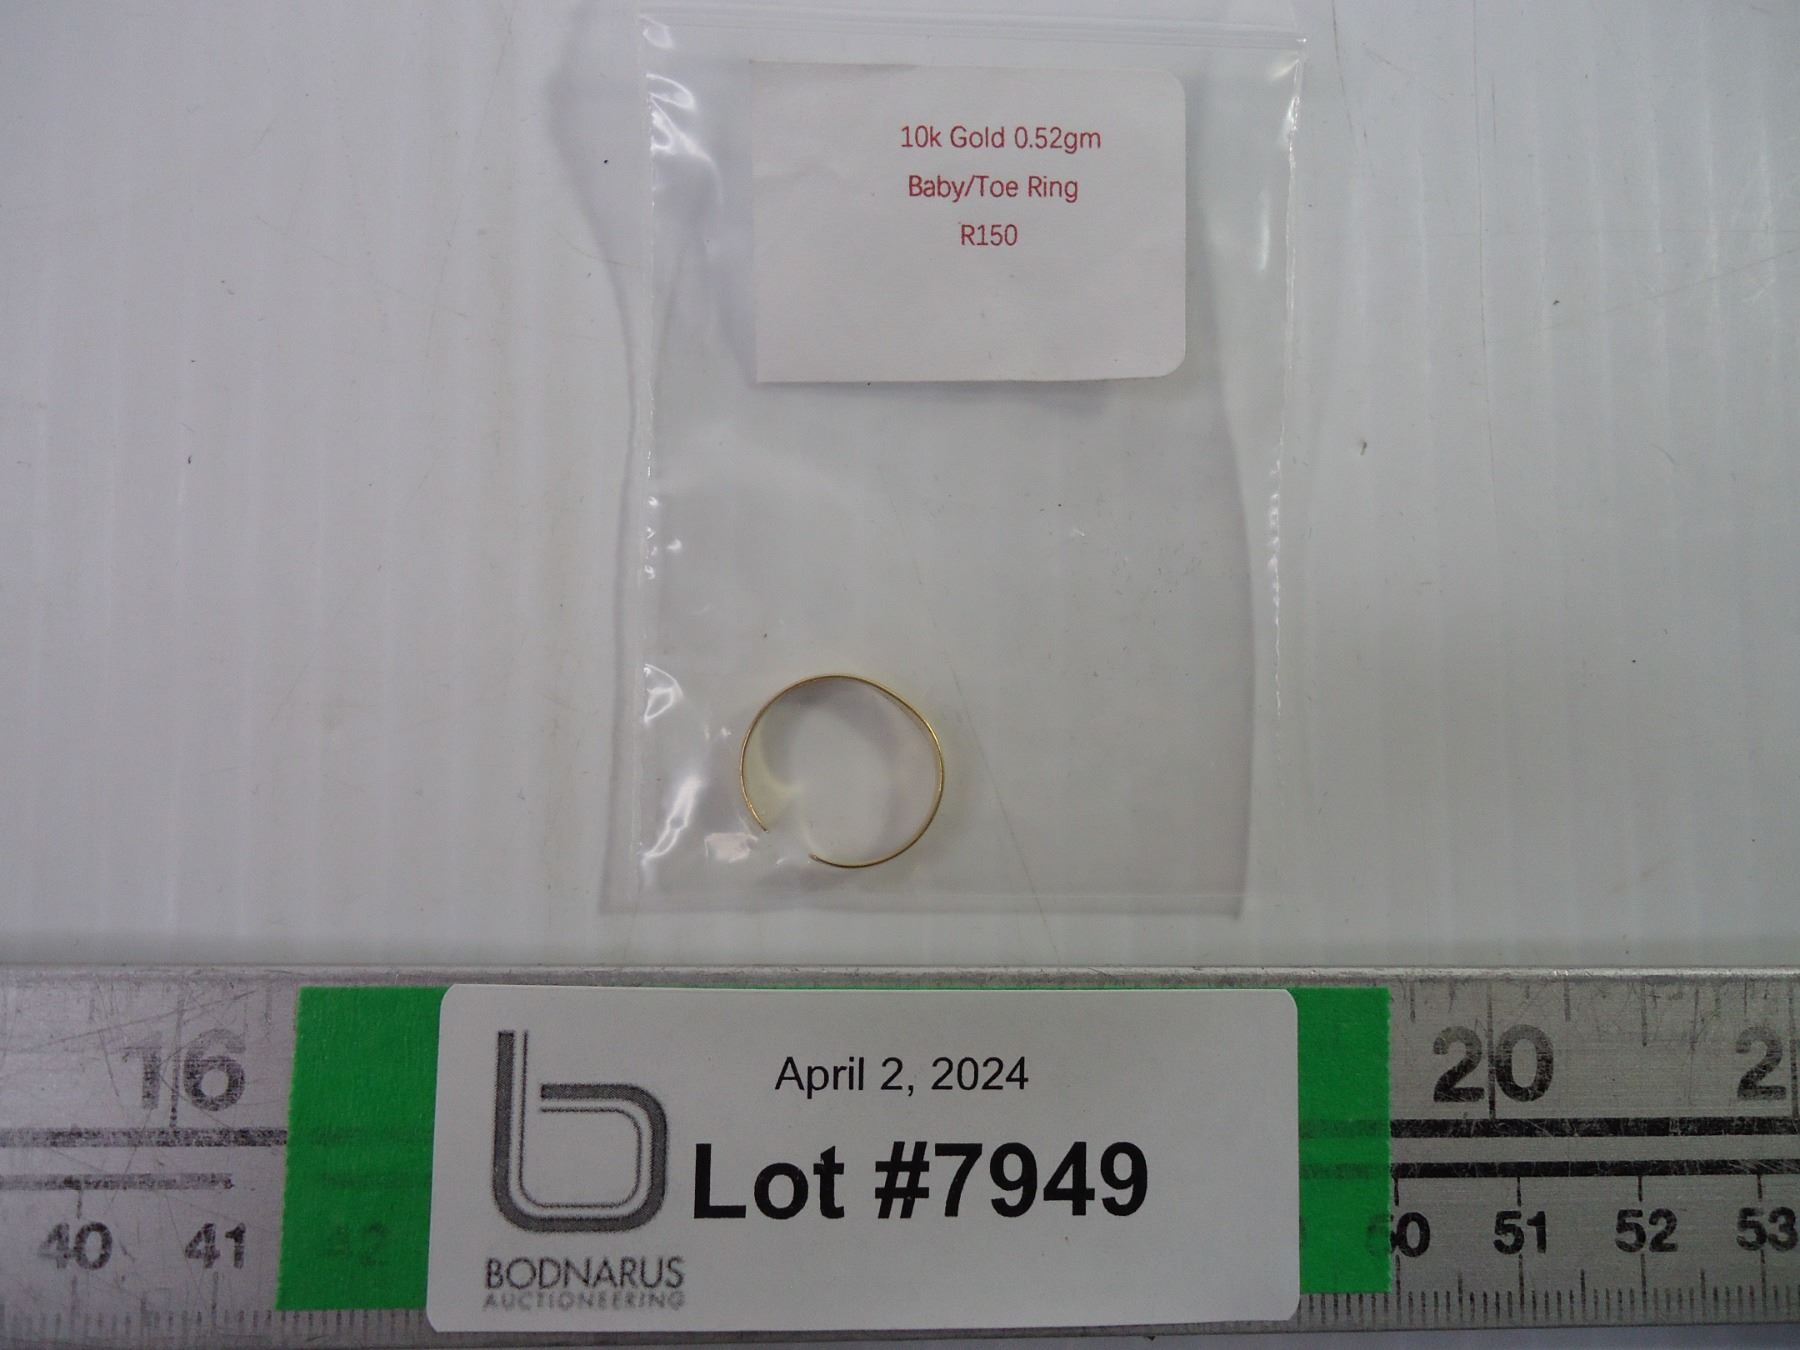 10k Gold 0.52gm
Baby/Toe Ring
R150
16
20
2
April 2, 2024
Lot #7949
BODNARUS
AUCTIONEERING
40 41 42 50 51 52 53